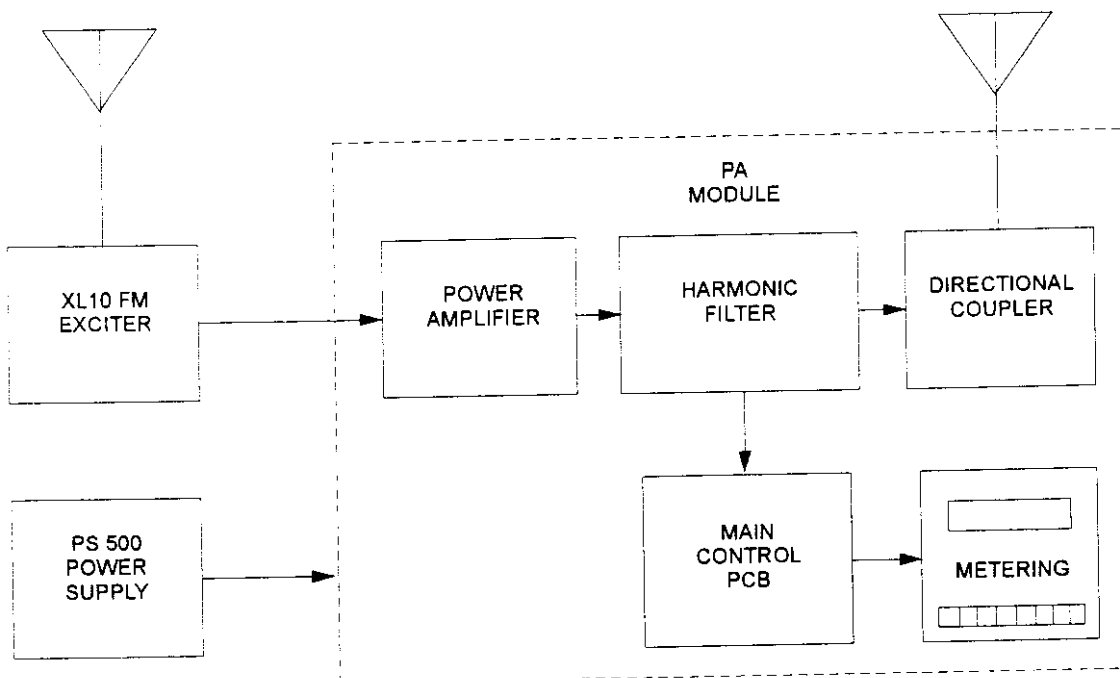 PA
MODULE
XL10 FM
EXCITER
POWER
AMPLIFIER
HARMONIC
FILTER
DIRECTIONAL
COUPLER
PS 500
POWER
SUPPLY
MAIN
CONTROL
PCB
METERING